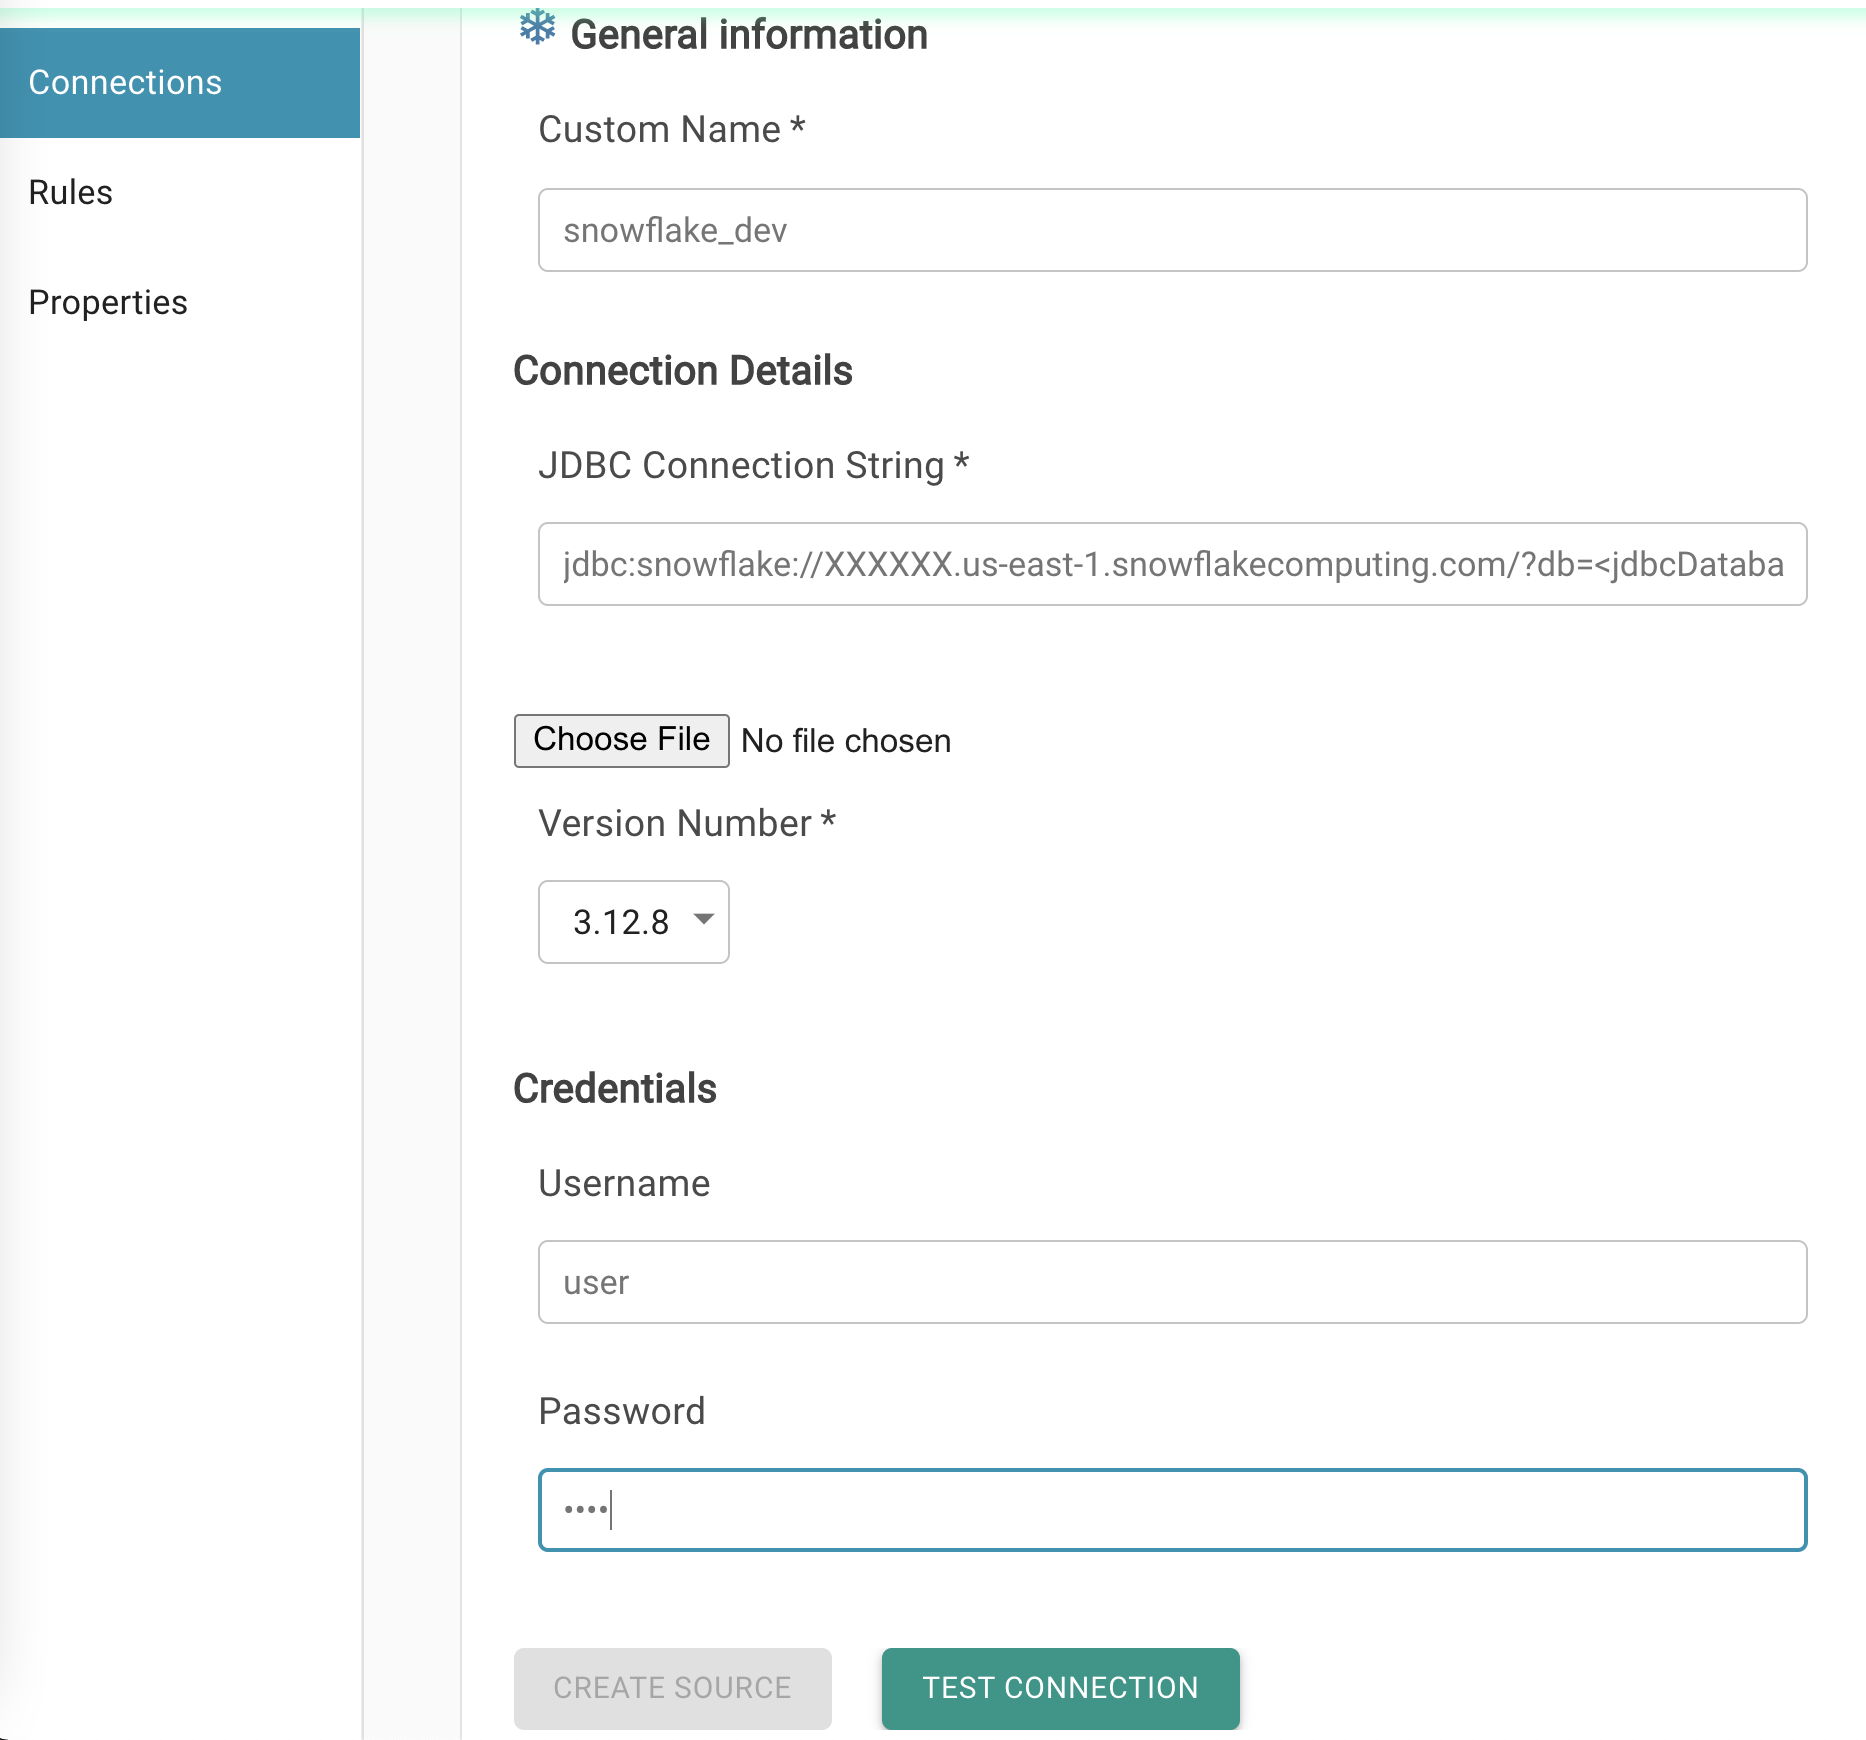 Connections
Rules
Properties
General information
Custom Name *
snowflake_dev
Connection Details
JDBC Connection String *
jdbc:snowflake://XXXXXX.us-east-1.snowflakecomputing.com/?db=<jdbcDataba
Choose File No file chosen
Version Number *
3.12.8
Credentials
Username
user
Password
••••
CREATE SOURCE
TEST CONNECTION